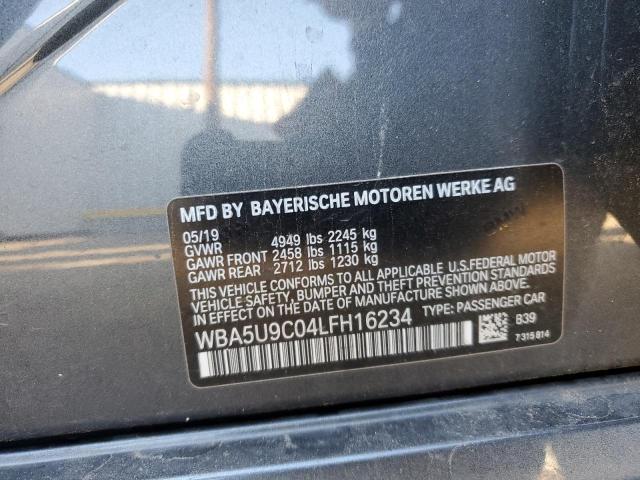 MFD BY BAYERISCHE MOTOREN WERKE AG
05/19
GVWR 4949 lbs 2245 kg
GAWR FRONT 2458 lbs 1115 kg
GAWR REAR 2712 lbs 1230 kg
THIS VEHICLE CONFORMS TO ALL APPLICABLE U.S.FEDERAL MOTOR
VEHICLE SAFETY, BUMPER AND THEFT PREVENTION STANDARDS
IN EFFECT ON THE DATE OF MANUFACTURE SHOWN ABOVE.
WBA5U9C04LFH16234 TYPE: PASSENGER CAR
B39
7315814